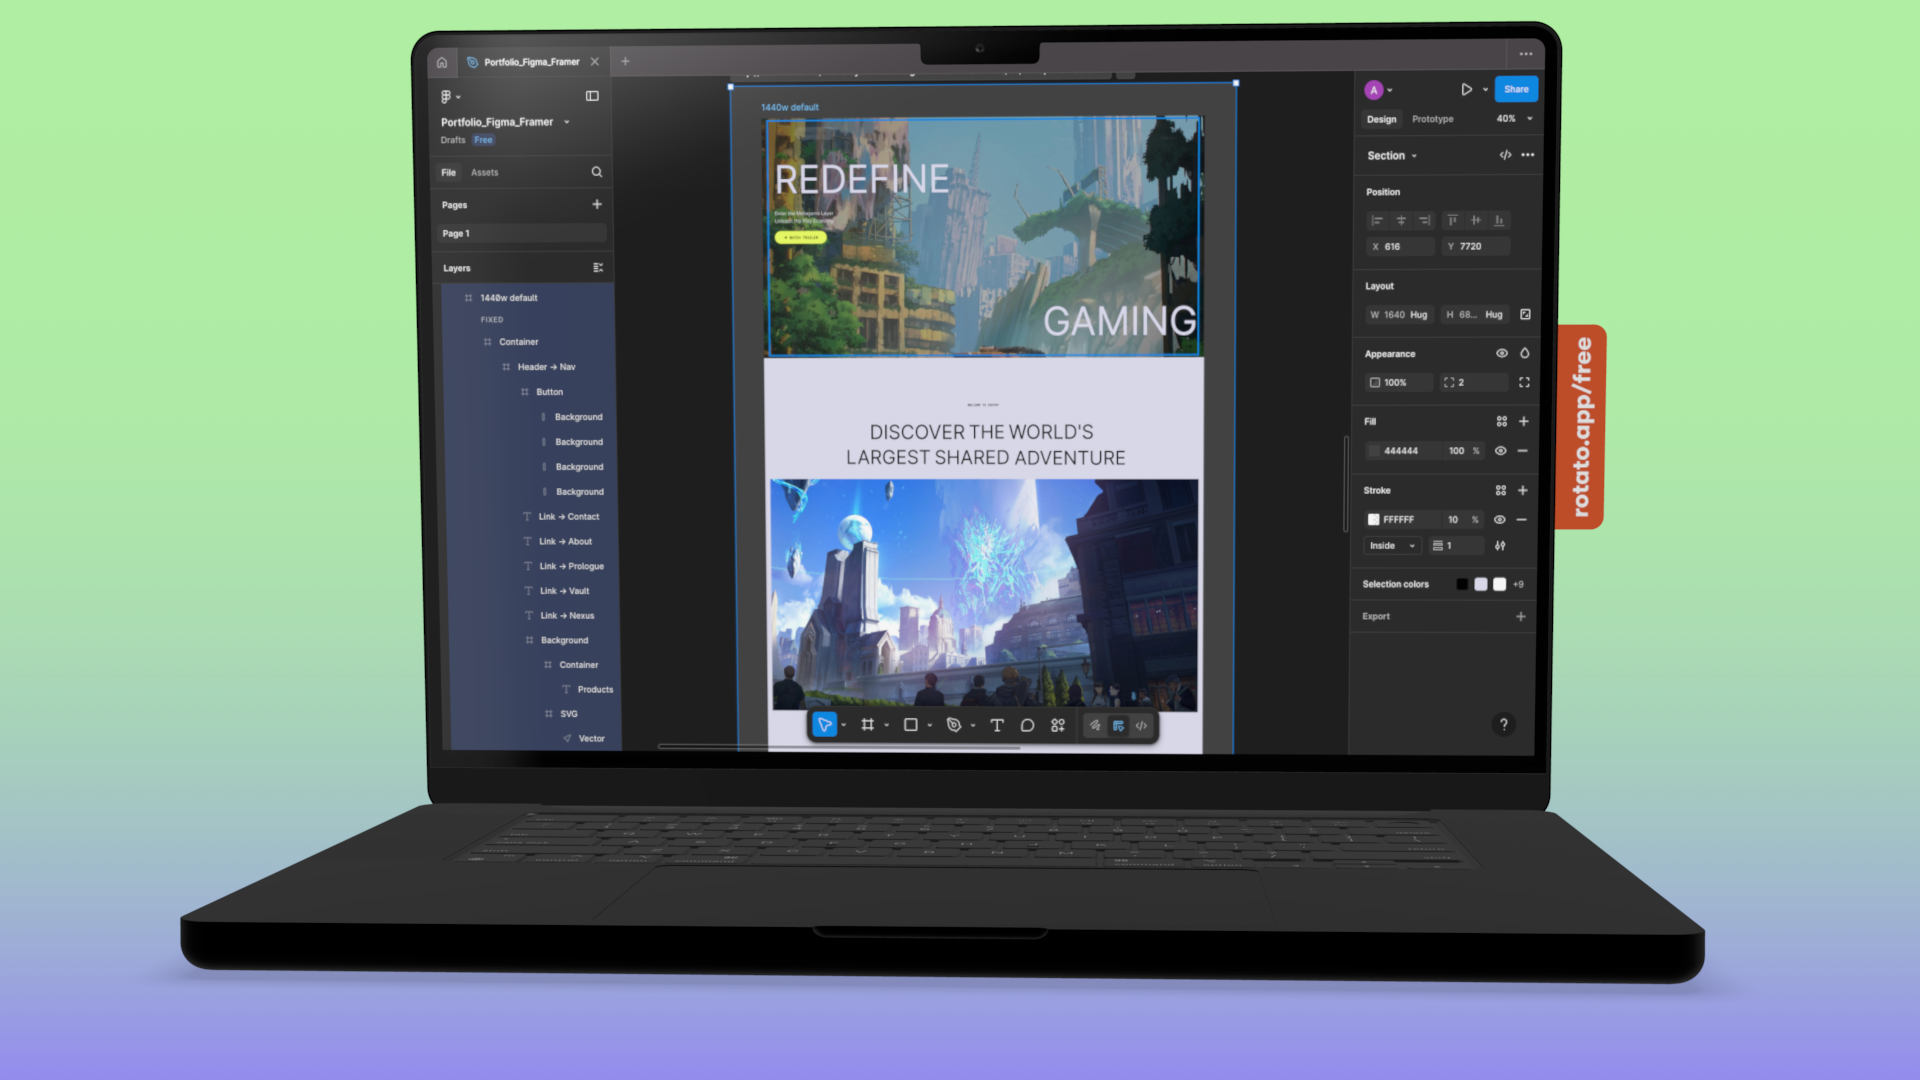 Portfolio_Figma_Framer
Portfolio_Figma_Framer
Drafts Free
File Assets
Pages
Page 1
Layers
1440w default
FIXED
Container
Header → Nav
Button
Background
Background
Background
Background
Link → Contact
Link → About
Link → Prologue
Link → Vault
Link → Nexus
Background
Container
Products
SVG
Vector
1440w default
REDEFINE
GAMING
DISCOVER THE WORLD'S
LARGEST SHARED ADVENTURE
A
Share
Design Prototype 40%
Section
Position
X 616 Y 7720
Layout
W 1640 Hug H 68... Hug
Appearance
100% 2
Fill
444444 100 %
Stroke
FFFFFF 10 %
Inside 1
Selection colors +9
Export
?
rotato.app/free